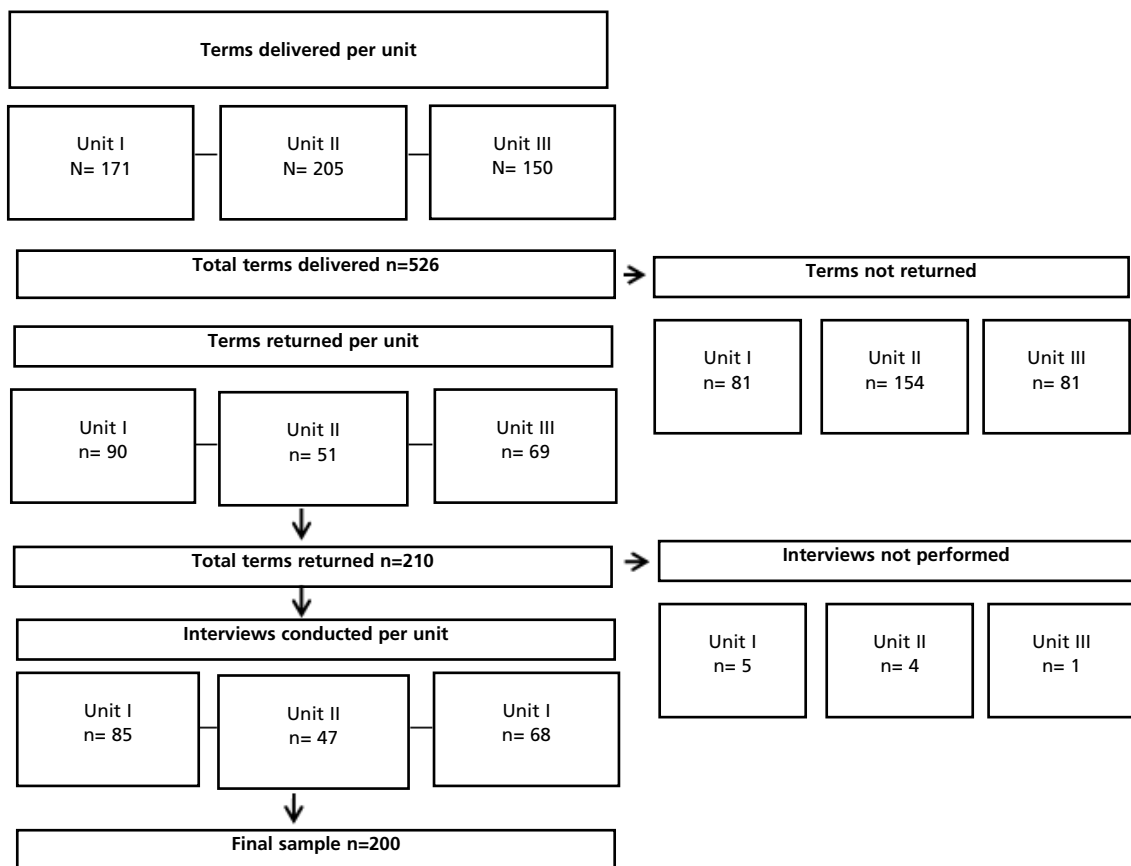 Terms delivered per unit
Unit I
N= 171
Unit II
N= 205
Unit III
N= 150
Total terms delivered n=526
Terms not returned
Unit I
n= 81
Unit II
n= 154
Unit III
n= 81
Terms returned per unit
Unit I
n= 90
Unit II
n= 51
Unit III
n= 69
Total terms returned n=210
Interviews not performed
Unit I
n= 5
Unit II
n= 4
Unit III
n= 1
Interviews conducted per unit
Unit I
n= 85
Unit II
n= 47
Unit I
n= 68
Final sample n=200